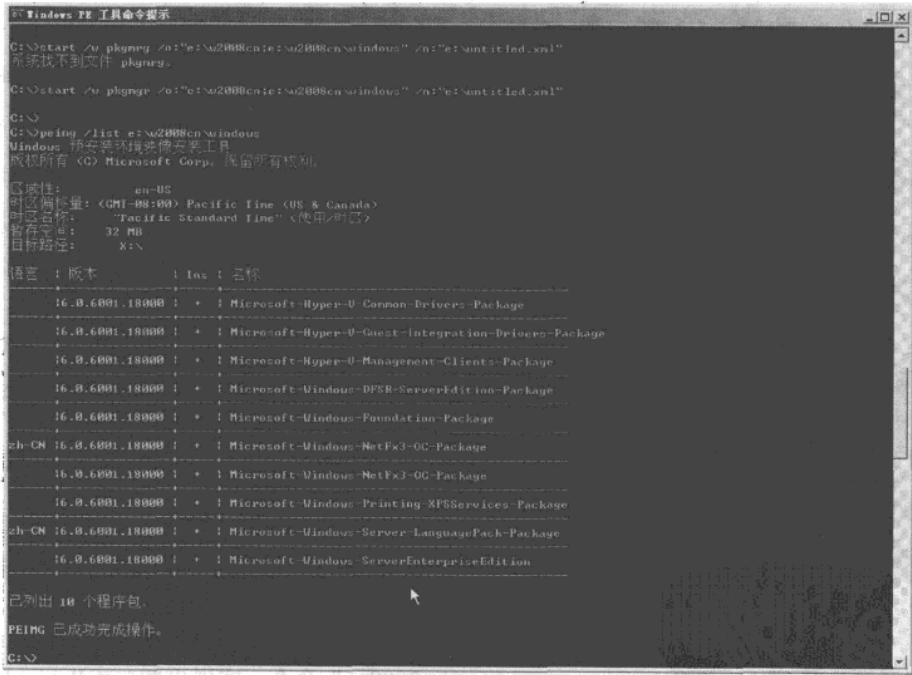 Windows PE 工具命令提示
C:\>start /w pkgmrg /o:"e:\w2008cn;e:\w2008cn\windows" /n:"e:\untitled.xml"
系统找不到文件 pkgmrg。
C:\>start /w pkgmgr /o:"e:\w2008cn;e:\w2008cn\windows" /n:"e:\untitled.xml"
C:\>
C:\>peimg /list e:\w2008cn\windows
Windows 预安装环境映像安装工具
版权所有 (C) Microsoft Corp. 保留所有权利。
区域性: en-US
时区偏移量: (GMT-08:00) Pacific Time (US & Canada)
时区名称: "Pacific Standard Time" (使用/时区)
暂存空间: 32 MB
目标路径: X:\
语言 | 版本 | Ins | 名称
|6.0.6001.18000 | + | Microsoft-Hyper-V-Common-Drivers-Package
|6.0.6001.18000 | + | Microsoft-Hyper-V-Guest-Integration-Drivers-Package
|6.0.6001.18000 | + | Microsoft-Hyper-V-Management-Clients-Package
|6.0.6001.18000 | + | Microsoft-Windows-DFSR-ServerEdition-Package
|6.0.6001.18000 | + | Microsoft-Windows-Foundation-Package
zh-CN |6.0.6001.18000 | + | Microsoft-Windows-NetFx3-OC-Package
|6.0.6001.18000 | + | Microsoft-Windows-NetFx3-OC-Package
|6.0.6001.18000 | + | Microsoft-Windows-Printing-XPSServices-Package
zh-CN |6.0.6001.18000 | + | Microsoft-Windows-Server-LanguagePack-Package
|6.0.6001.18000 | + | Microsoft-Windows-ServerEnterpriseEdition
已列出 10 个程序包。
PEIMG 已成功完成操作。
C:\>